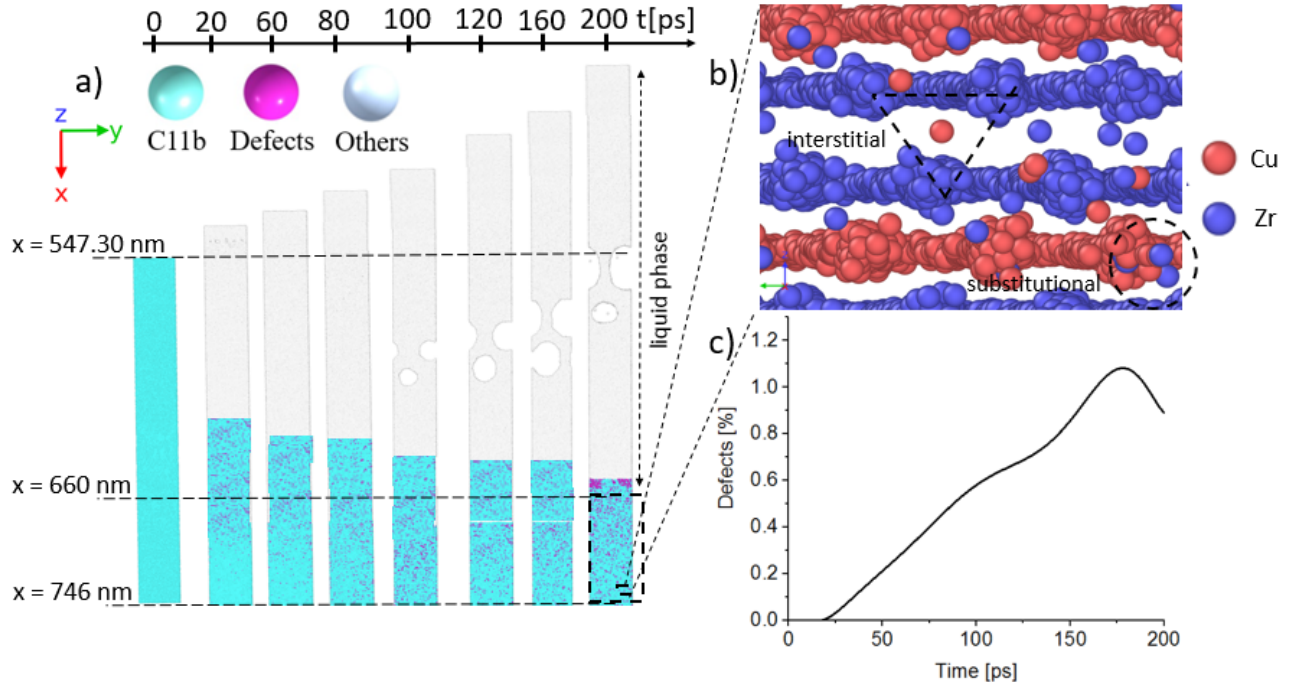 0 20 60 80 100 120 160 200 t[ps]
a)
C11b Defects Others
z
y
x
x = 547.30 nm
x = 660 nm
x = 746 nm
liquid phase
b)
interstitial
substitutional
Cu
Zr
c)
1.2
1.0
0.8
0.6
0.4
0.2
0.0
Defects [%]
0 50 100 150 200
Time [ps]